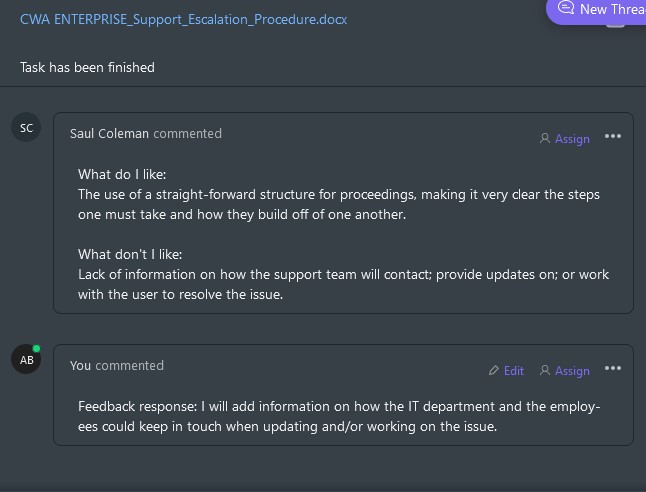 CWA ENTERPRISE_Support_Escalation_Procedure.docx
New Threa
Task has been finished
SC
Saul Coleman commented
Assign
What do I like:
The use of a straight-forward structure for proceedings, making it very clear the steps
one must take and how they build off of one another.
What don't I like:
Lack of information on how the support team will contact; provide updates on; or work
with the user to resolve the issue.
AB
You commented
Edit
Assign
Feedback response: I will add information on how the IT department and the employ-
ees could keep in touch when updating and/or working on the issue.